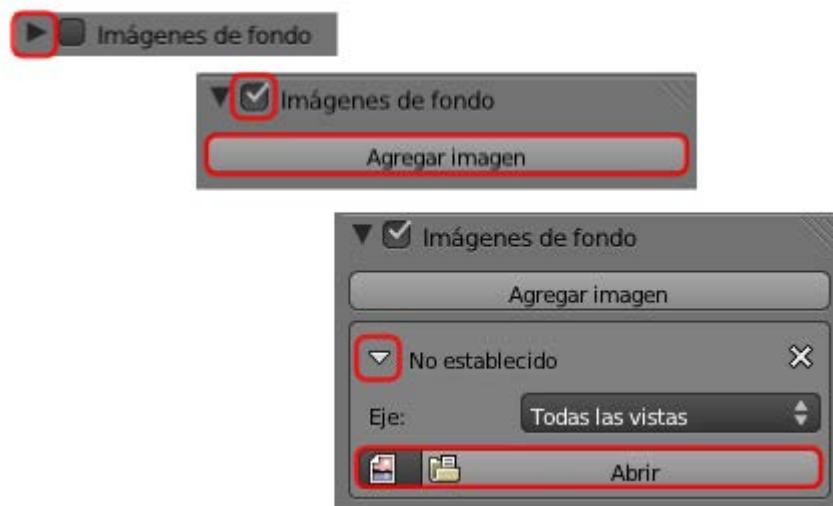 Imágenes de fondo
Imágenes de fondo
Agregar imagen
Imágenes de fondo
Agregar imagen
No establecido
Eje: Todas las vistas
Abrir